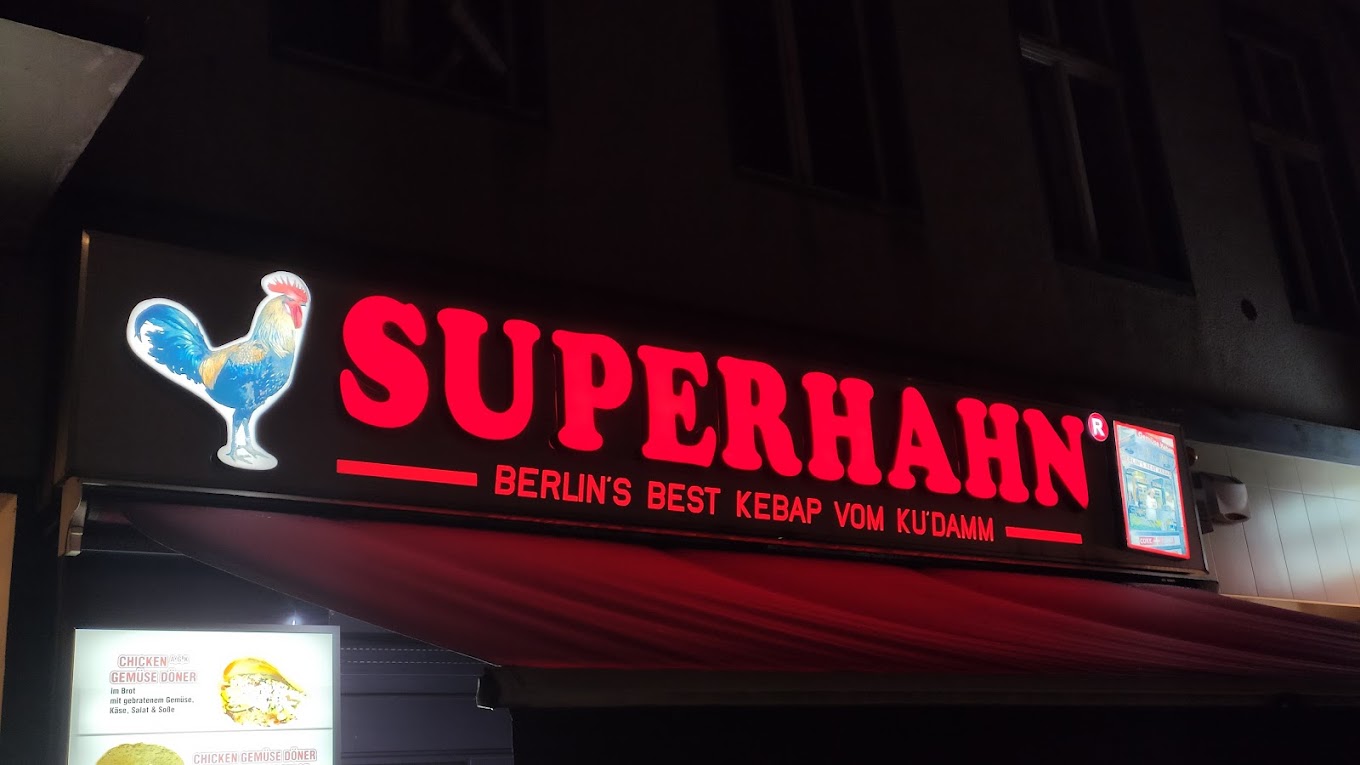 SUPERHAHN®
BERLIN'S BEST KEBAP VOM KU'DAMM
CHICKEN
GEMÜSE DÖNER
im Brot
mit gebratenem Gemüse,
Käse, Salat & Soße
CHICKEN GEMÜSE DÖNER